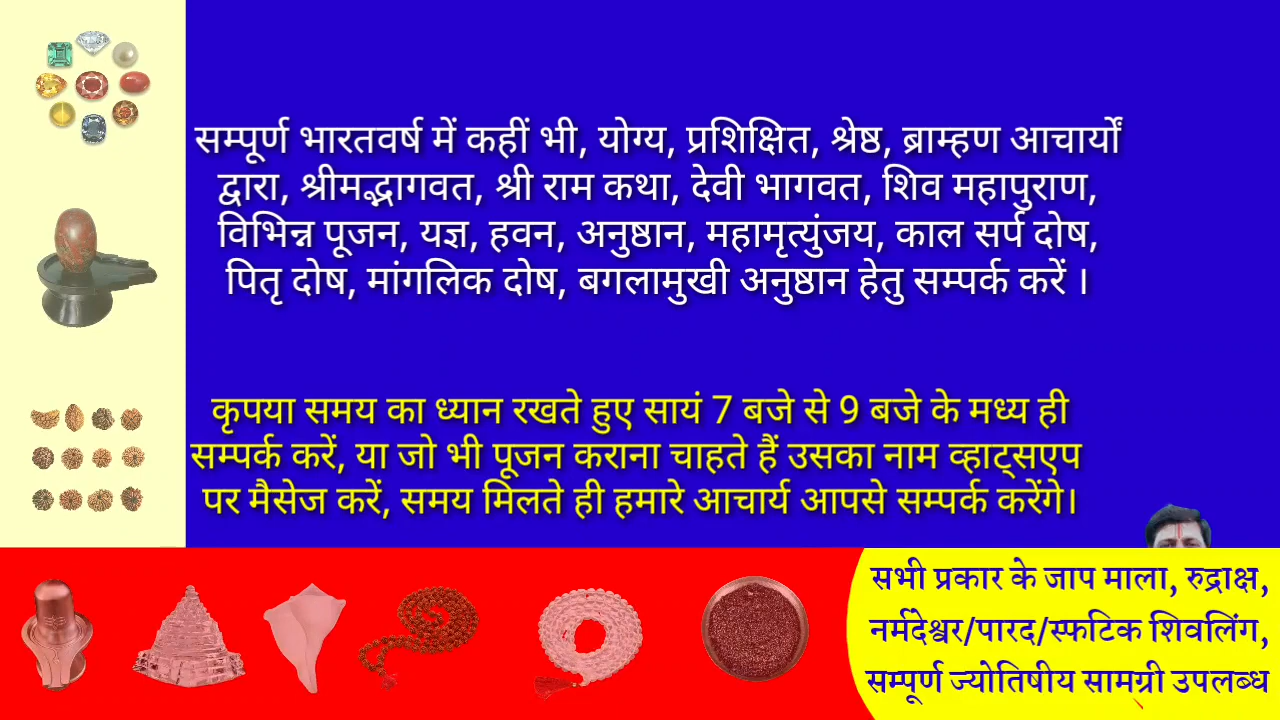 सम्पूर्ण भारतवर्ष में कहीं भी, योग्य, प्रशिक्षित, श्रेष्ठ, ब्राम्हण आचार्यों
द्वारा, श्रीमद्भागवत, श्री राम कथा, देवी भागवत, शिव महापुराण,
विभिन्न पूजन, यज्ञ, हवन, अनुष्ठान, महामृत्युंजय, काल सर्प दोष,
पितृ दोष, मांगलिक दोष, बगलामुखी अनुष्ठान हेतु सम्पर्क करें ।
कृपया समय का ध्यान रखते हुए सायं 7 बजे से 9 बजे के मध्य ही
सम्पर्क करें, या जो भी पूजन कराना चाहते हैं उसका नाम व्हाट्सएप
पर मैसेज करें, समय मिलते ही हमारे आचार्य आपसे सम्पर्क करेंगे।
सभी प्रकार के जाप माला, रुद्राक्ष,
नर्मदेश्वर/पारद/स्फटिक शिवलिंग,
सम्पूर्ण ज्योतिषीय सामग्री उपलब्ध